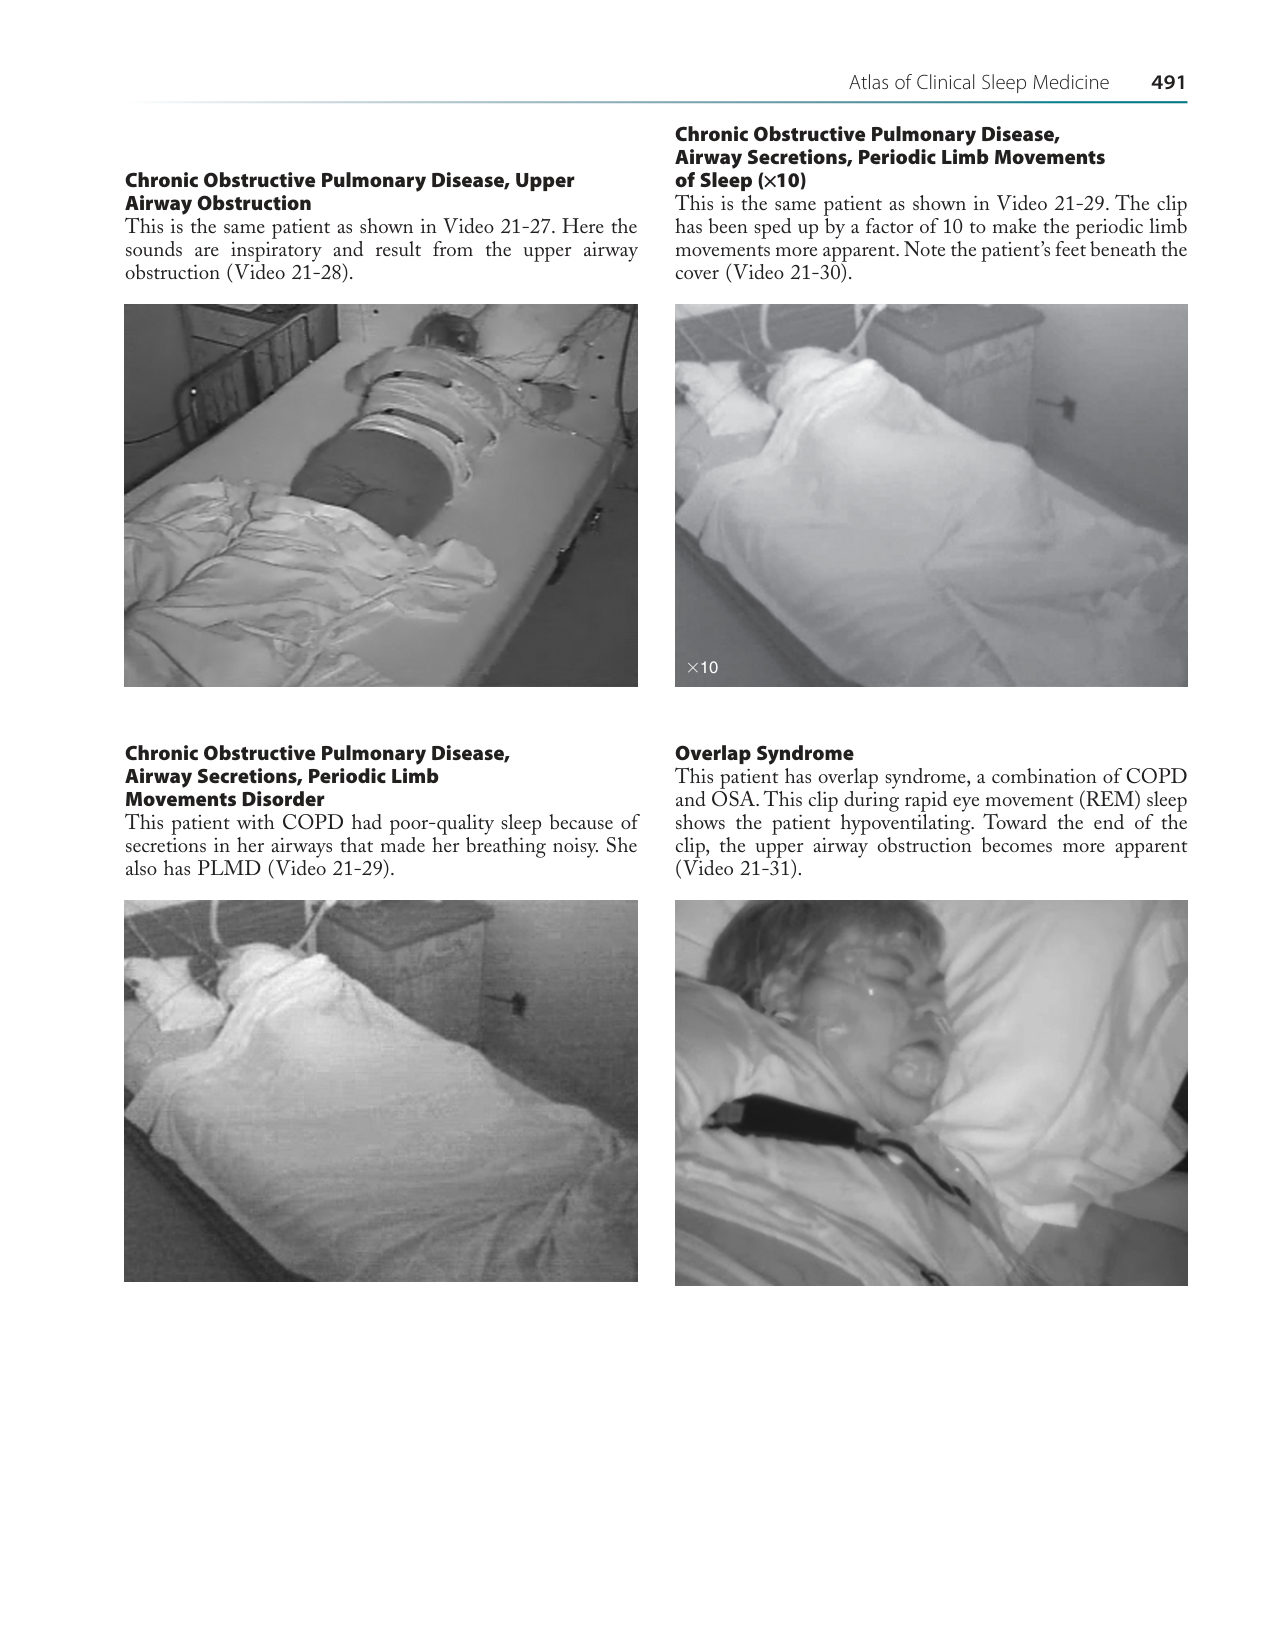 Atlas of Clinical Sleep Medicine 491
Chronic Obstructive Pulmonary Disease, Upper
Airway Obstruction
This is the same patient as shown in Video 21-27. Here the
sounds are inspiratory and result from the upper airway
obstruction (Video 21-28).
Chronic Obstructive Pulmonary Disease,
Airway Secretions, Periodic Limb
Movements Disorder
This patient with COPD had poor-quality sleep because of
secretions in her airways that made her breathing noisy. She
also has PLMD (Video 21-29).
Chronic Obstructive Pulmonary Disease,
Airway Secretions, Periodic Limb Movements
of Sleep (×10)
This is the same patient as shown in Video 21-29. The clip
has been sped up by a factor of 10 to make the periodic limb
movements more apparent. Note the patient’s feet beneath the
cover (Video 21-30).
×10
Overlap Syndrome
This patient has overlap syndrome, a combination of COPD
and OSA. This clip during rapid eye movement (REM) sleep
shows the patient hypoventilating. Toward the end of the
clip, the upper airway obstruction becomes more apparent
(Video 21-31).